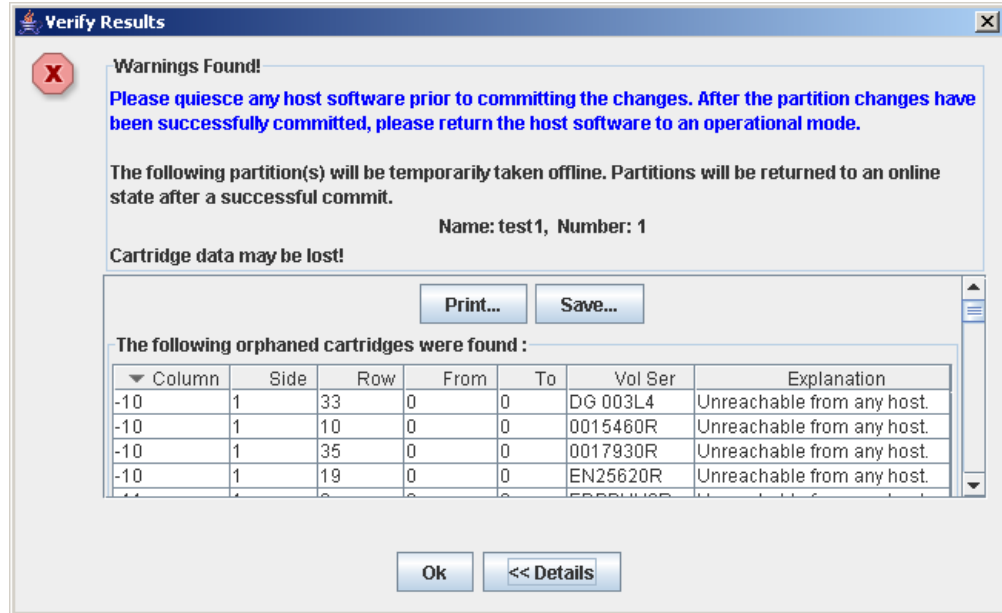 Verify Results
Warnings Found!
Please quiesce any host software prior to committing the changes. After the partition changes have
been successfully committed, please return the host software to an operational mode.
The following partition(s) will be temporarily taken offline. Partitions will be returned to an online
state after a successful commit.
Name: test1, Number: 1
Cartridge data may be lost!
Print... Save...
The following orphaned cartridges were found :
Column Side Row From To Vol Ser Explanation
-10 1 33 0 0 DG 003L4 Unreachable from any host.
-10 1 10 0 0 0015460R Unreachable from any host.
-10 1 35 0 0 0017930R Unreachable from any host.
-10 1 19 0 0 EN25620R Unreachable from any host.
Ok << Details